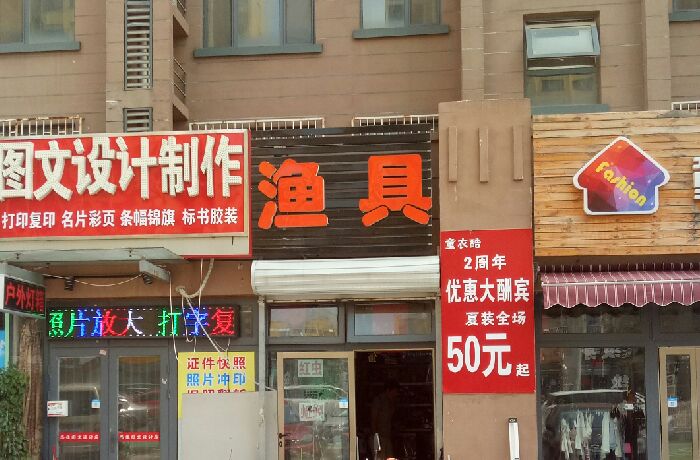 图文设计制作
打印复印 名片彩页 条幅锦旗 标书胶装
户外灯箱
照片放大 打字复
证件快照
照片冲印
渔具
童衣酷
2周年
优惠大酬宾
夏装全场
50元起
Fashion